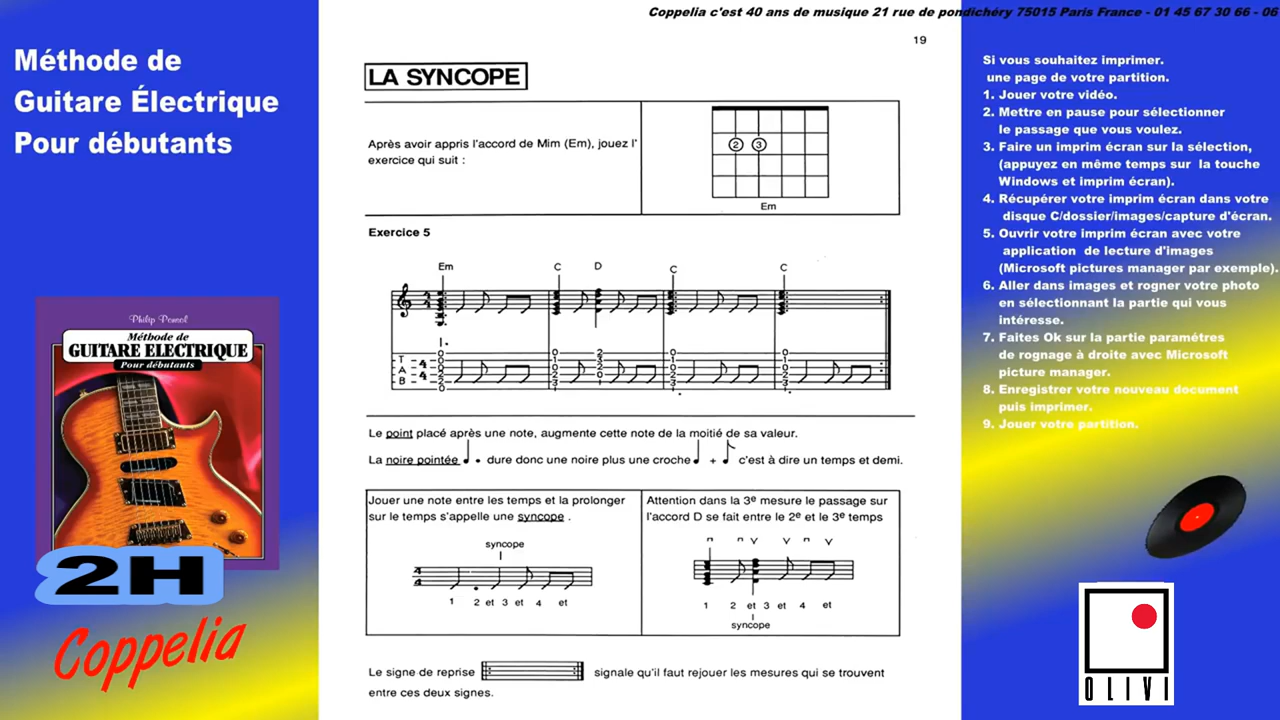 Coppelia c'est 40 ans de musique 21 rue de pondichéry 75015 Paris France - 01 45 67 30 66 - 06
Méthode de
Guitare Électrique
Pour débutants
Philip Poncol
Méthode de
GUITARE ELECTRIQUE
Pour débutants
2H
Coppelia
19
LA SYNCOPE
Après avoir appris l'accord de Mim (Em), jouez l'
exercice qui suit :
2 3
Em
Exercice 5
Em C D C C
T
A
B
4
4
Le point placé après une note, augmente cette note de la moitié de sa valeur.
La noire pointée dure donc une noire plus une croche + c'est à dire un temps et demi.
Jouer une note entre les temps et la prolonger
sur le temps s'appelle une syncope .
syncope
1 2 et 3 et 4 et
Attention dans la 3e mesure le passage sur
l'accord D se fait entre le 2e et le 3e temps
1 2 et 3 et 4 et
syncope
Le signe de reprise signale qu'il faut rejouer les mesures qui se trouvent
entre ces deux signes.
Si vous souhaitez imprimer.
une page de votre partition.
1. Jouer votre vidéo.
2. Mettre en pause pour sélectionner
le passage que vous voulez.
3. Faire un imprim écran sur la sélection,
(appuyez en même temps sur la touche
Windows et imprim écran).
4. Récupérer votre imprim écran dans votre
disque C/dossier/images/capture d'écran.
5. Ouvrir votre imprim écran avec votre
application de lecture d'images
(Microsoft pictures manager par exemple).
6. Aller dans images et rogner votre photo
en sélectionnant la partie qui vous
intéresse.
7. Faites Ok sur la partie paramétres
de rognage à droite avec Microsoft
picture manager.
8. Enregistrer votre nouveau document
puis imprimer.
9. Jouer votre partition.
OLIVI